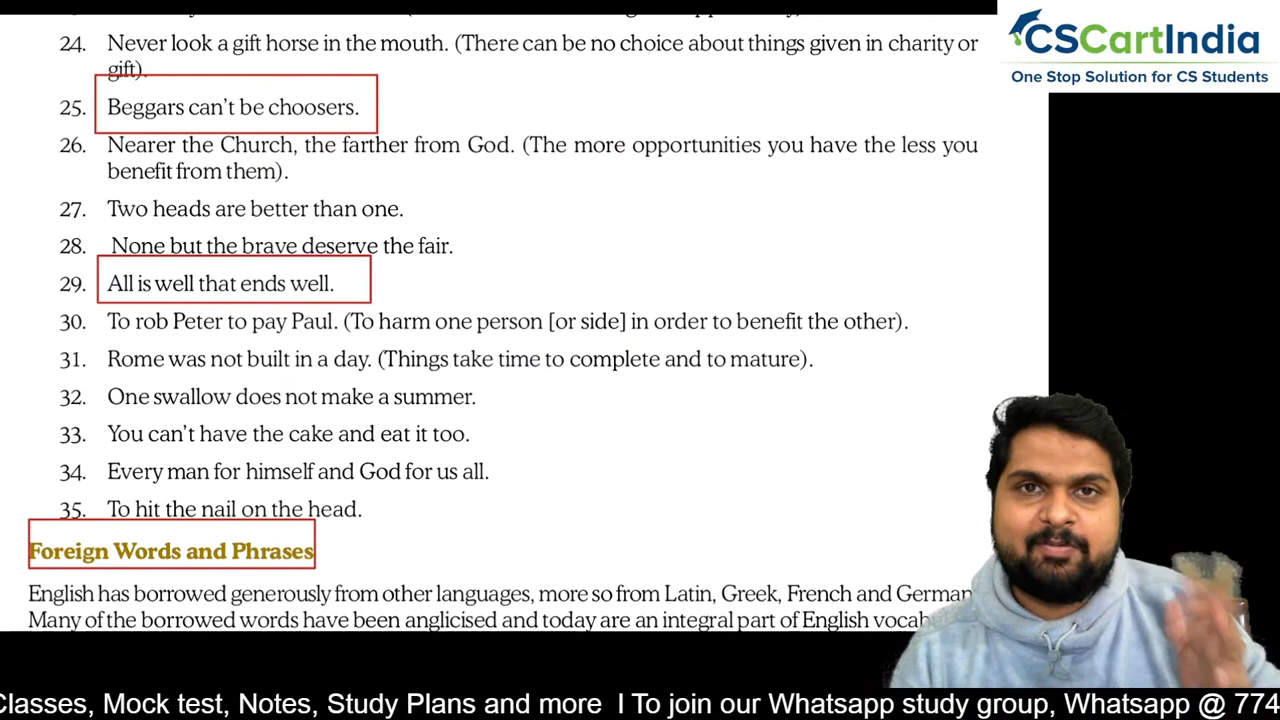 CSCartIndia
One Stop Solution for CS Students
24. Never look a gift horse in the mouth. (There can be no choice about things given in charity or
gift).
25. Beggars can't be choosers.
26. Nearer the Church, the farther from God. (The more opportunities you have the less you
benefit from them).
27. Two heads are better than one.
28. None but the brave deserve the fair.
29. All is well that ends well.
30. To rob Peter to pay Paul. (To harm one person [or side] in order to benefit the other).
31. Rome was not built in a day. (Things take time to complete and to mature).
32. One swallow does not make a summer.
33. You can't have the cake and eat it too.
34. Every man for himself and God for us all.
35. To hit the nail on the head.
Foreign Words and Phrases
English has borrowed generously from other languages, more so from Latin, Greek, French and German
Many of the borrowed words have been anglicised and today are an integral part of English
Classes, Mock test, Notes, Study Plans and more I To join our Whatsapp study group, Whatsapp @ 774